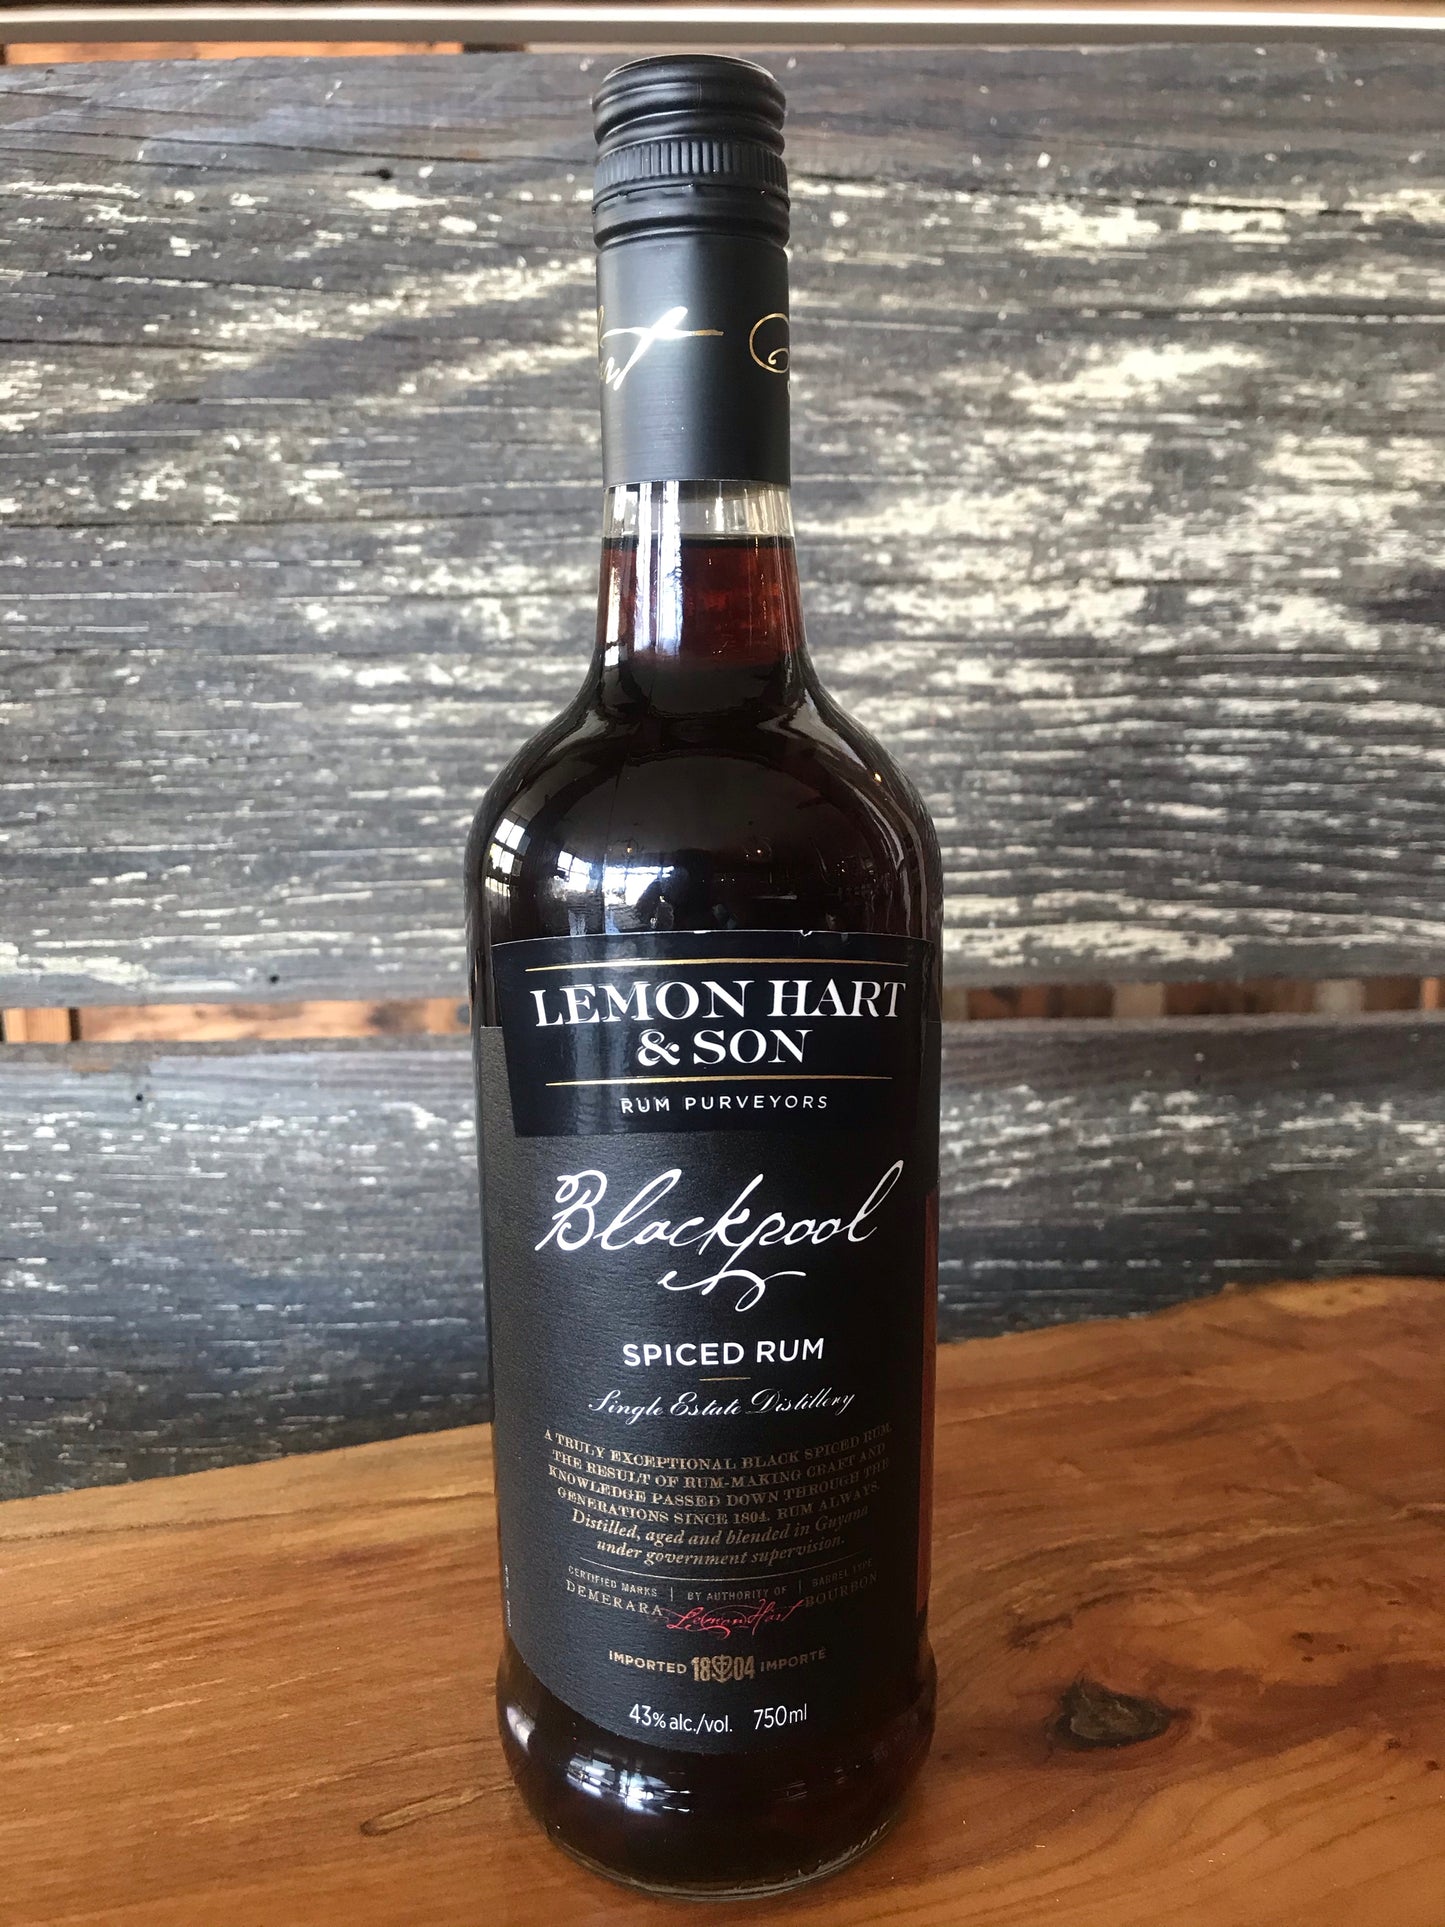 LEMON HART
& SON
RUM PURVEYORS
Blackpool
SPICED RUM
Single Estate Distillery
A TRULY EXCEPTIONAL BLACK SPICED RUM.
THE RESULT OF RUM-MAKING CRAFT AND
KNOWLEDGE PASSED DOWN THROUGH THE
GENERATIONS SINCE 1804. RUM ALWAYS.
Distilled, aged and blended in Guyana
under government supervision.
CERTIFIED MARKS | BY AUTHORITY OF | BARREL TYPE
DEMERARA Lemon Hart BOURBON
IMPORTED 1804 IMPORTÉ
43% alc./vol. 750ml